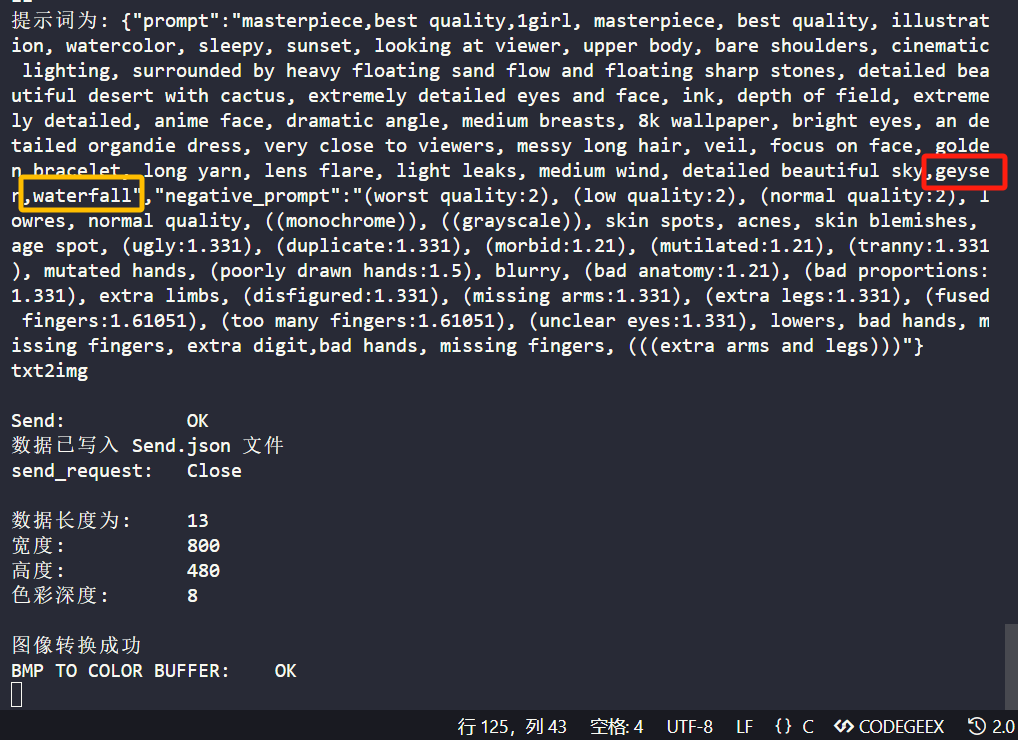 提示词为: {"prompt":"masterpiece,best quality,1girl, masterpiece, best quality, illustrat
ion, watercolor, sleepy, sunset, looking at viewer, upper body, bare shoulders, cinematic
 lighting, surrounded by heavy floating sand flow and floating sharp stones, detailed bea
utiful desert with cactus, extremely detailed eyes and face, ink, depth of field, extreme
ly detailed, anime face, dramatic angle, medium breasts, 8k wallpaper, bright eyes, an de
tailed organdie dress, very close to viewers, messy long hair, veil, focus on face, golde
n bracelet, long yarn, lens flare, light leaks, medium wind, detailed beautiful sky,geyse
r,waterfall","negative_prompt":"(worst quality:2), (low quality:2), (normal quality:2), l
owres, normal quality, ((monochrome)), ((grayscale)), skin spots, acnes, skin blemishes,
age spot, (ugly:1.331), (duplicate:1.331), (morbid:1.21), (mutilated:1.21), (tranny:1.331
), mutated hands, (poorly drawn hands:1.5), blurry, (bad anatomy:1.21), (bad proportions:
1.331), extra limbs, (disfigured:1.331), (missing arms:1.331), (extra legs:1.331), (fused
 fingers:1.61051), (too many fingers:1.61051), (unclear eyes:1.331), lowers, bad hands, m
issing fingers, extra digit,bad hands, missing fingers, (((extra arms and legs)))"}
txt2img
Send: OK
数据已写入 Send.json 文件
send_request: Close
数据长度为: 13
宽度: 800
高度: 480
色彩深度: 8
图像转换成功
BMP TO COLOR BUFFER: OK
行 125，列 43 空格: 4 UTF-8 LF {} C CODEGEEX 2.0